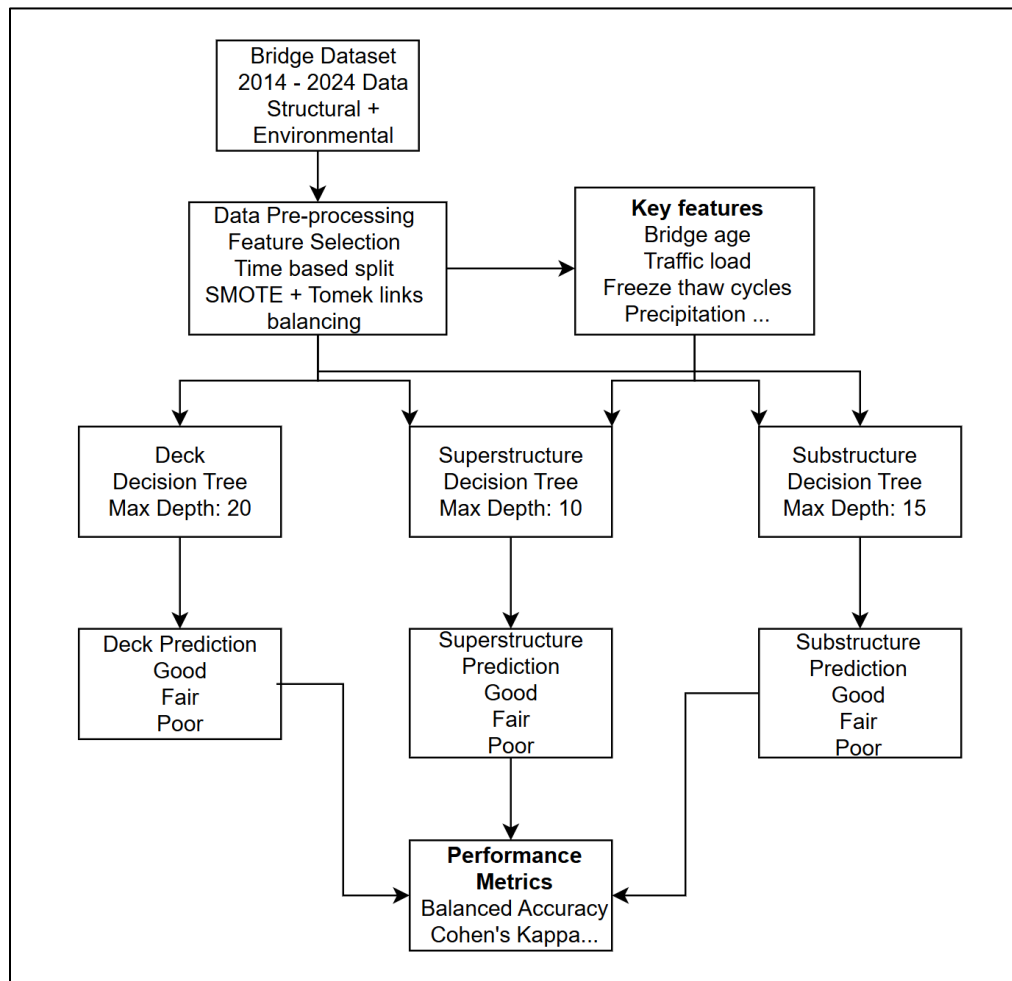 Bridge Dataset
2014 - 2024 Data
Structural +
Environmental
Data Pre-processing
Feature Selection
Time based split
SMOTE + Tomek links
balancing
Key features
Bridge age
Traffic load
Freeze thaw cycles
Precipitation ...
Deck
Decision Tree
Max Depth: 20
Superstructure
Decision Tree
Max Depth: 10
Substructure
Decision Tree
Max Depth: 15
Deck Prediction
Good
Fair
Poor
Superstructure
Prediction
Good
Fair
Poor
Substructure
Prediction
Good
Fair
Poor
Performance
Metrics
Balanced Accuracy
Cohen's Kappa...